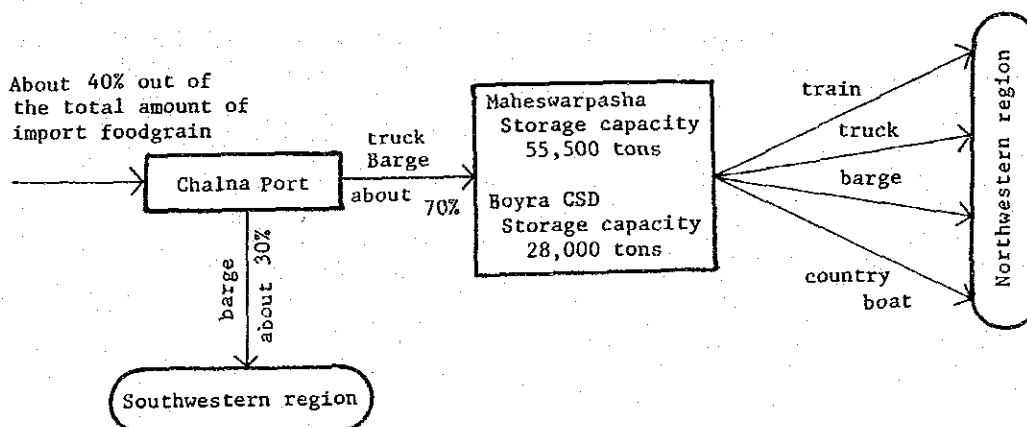 About 40% out of
the total amount of
import foodgrain
Chalna Port
truck
Barge
about 70%
Maheswarpasha
Storage capacity
55,500 tons
Boyra CSD
Storage capacity
28,000 tons
train
truck
barge
country
boat
Northwestern region
barge
about 30%
Southwestern region